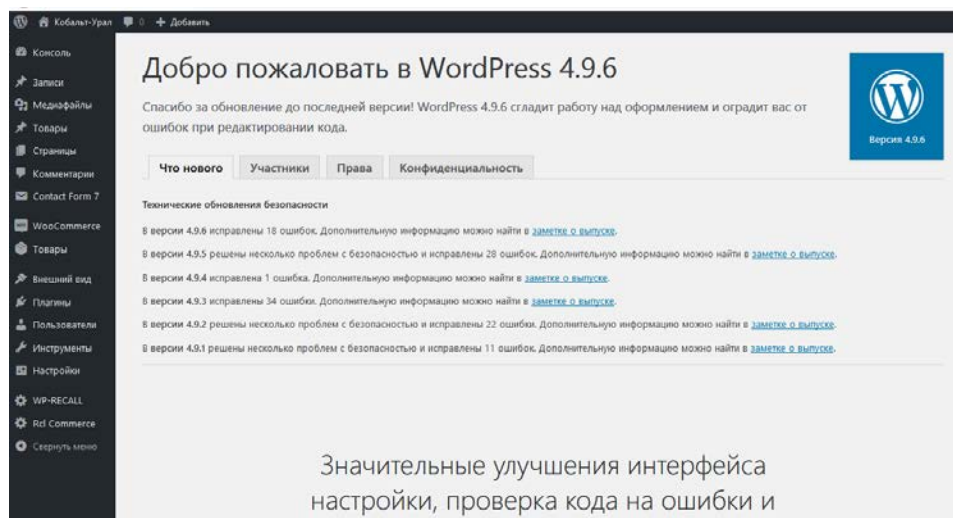 Кобальт-Урал 0 Добавить
Консоль
Записи
Медиафайлы
Товары
Страницы
Комментарии
Contact Form 7
WooCommerce
Товары
Внешний вид
Плагины
Пользователи
Инструменты
Настройки
WP-RECALL
Rcl Commerce
Свернуть меню
Добро пожаловать в WordPress 4.9.6
Спасибо за обновление до последней версии! WordPress 4.9.6 сгладит работу над оформлением и оградит вас от
ошибок при редактировании кода.
Версия 4.9.6
Что нового Участники Права Конфиденциальность
Технические обновления безопасности
В версии 4.9.6 исправлены 18 ошибок. Дополнительную информацию можно найти в заметке о выпуске.
В версии 4.9.5 решены несколько проблем с безопасностью и исправлены 28 ошибок. Дополнительную информацию можно найти в заметке о выпуске.
В версии 4.9.4 исправлена 1 ошибка. Дополнительную информацию можно найти в заметке о выпуске.
В версии 4.9.3 исправлены 34 ошибки. Дополнительную информацию можно найти в заметке о выпуске.
В версии 4.9.2 решены несколько проблем с безопасностью и исправлены 22 ошибки. Дополнительную информацию можно найти в заметке о выпуске.
В версии 4.9.1 решены несколько проблем с безопасностью и исправлены 11 ошибок. Дополнительную информацию можно найти в заметке о выпуске.
Значительные улучшения интерфейса
настройки, проверка кода на ошибки и